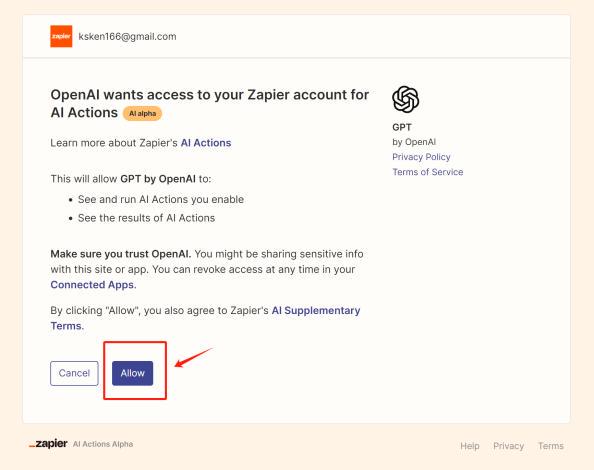 zapier ksken166@gmail.com
OpenAI wants access to your Zapier account for
AI Actions AI alpha
Learn more about Zapier's AI Actions
This will allow GPT by OpenAI to:
• See and run AI Actions you enable
• See the results of AI Actions
Make sure you trust OpenAI. You might be sharing sensitive info
with this site or app. You can revoke access at any time in your
Connected Apps.
By clicking "Allow", you also agree to Zapier's AI Supplementary
Terms.
Cancel Allow
GPT
by OpenAI
Privacy Policy
Terms of Service
_zapier AI Actions Alpha
Help Privacy Terms